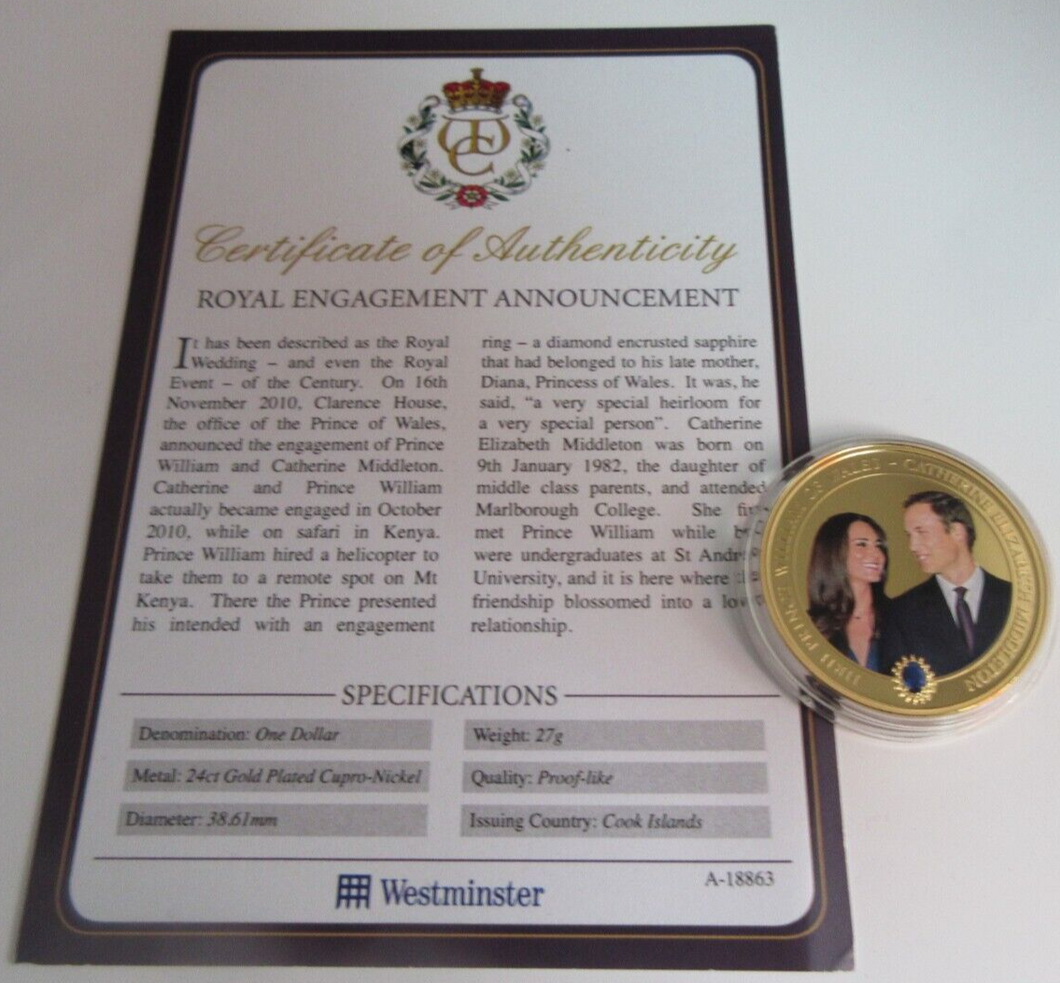 Certificate of Authenticity
ROYAL ENGAGEMENT ANNOUNCEMENT
It has been described as the Royal
Wedding – and even the Royal
Event – of the Century. On 16th
November 2010, Clarence House,
the office of the Prince of Wales,
announced the engagement of Prince
William and Catherine Middleton.
Catherine and Prince William
actually became engaged in October
2010, while on safari in Kenya.
Prince William hired a helicopter to
take them to a remote spot on Mt
Kenya. There the Prince presented
his intended with an engagement
ring – a diamond encrusted sapphire
that had belonged to his late mother,
Diana, Princess of Wales. It was, he
said, “a very special heirloom for
a very special person”. Catherine
Elizabeth Middleton was born on
9th January 1982, the daughter of
middle class parents, and attended
Marlborough College. She
met Prince William while
were undergraduates at St
University, and it is here where
friendship blossomed into a
relationship.
SPECIFICATIONS
Denomination: One Dollar
Weight: 27g
Metal: 24ct Gold Plated Cupro-Nickel
Quality: Proof-like
Diameter: 38.61mm
Issuing Country: Cook Islands
Westminster
A-18863
HRH PRINCE WILLIAM OF WALES – CATHERINE ELIZABETH MIDDLETON